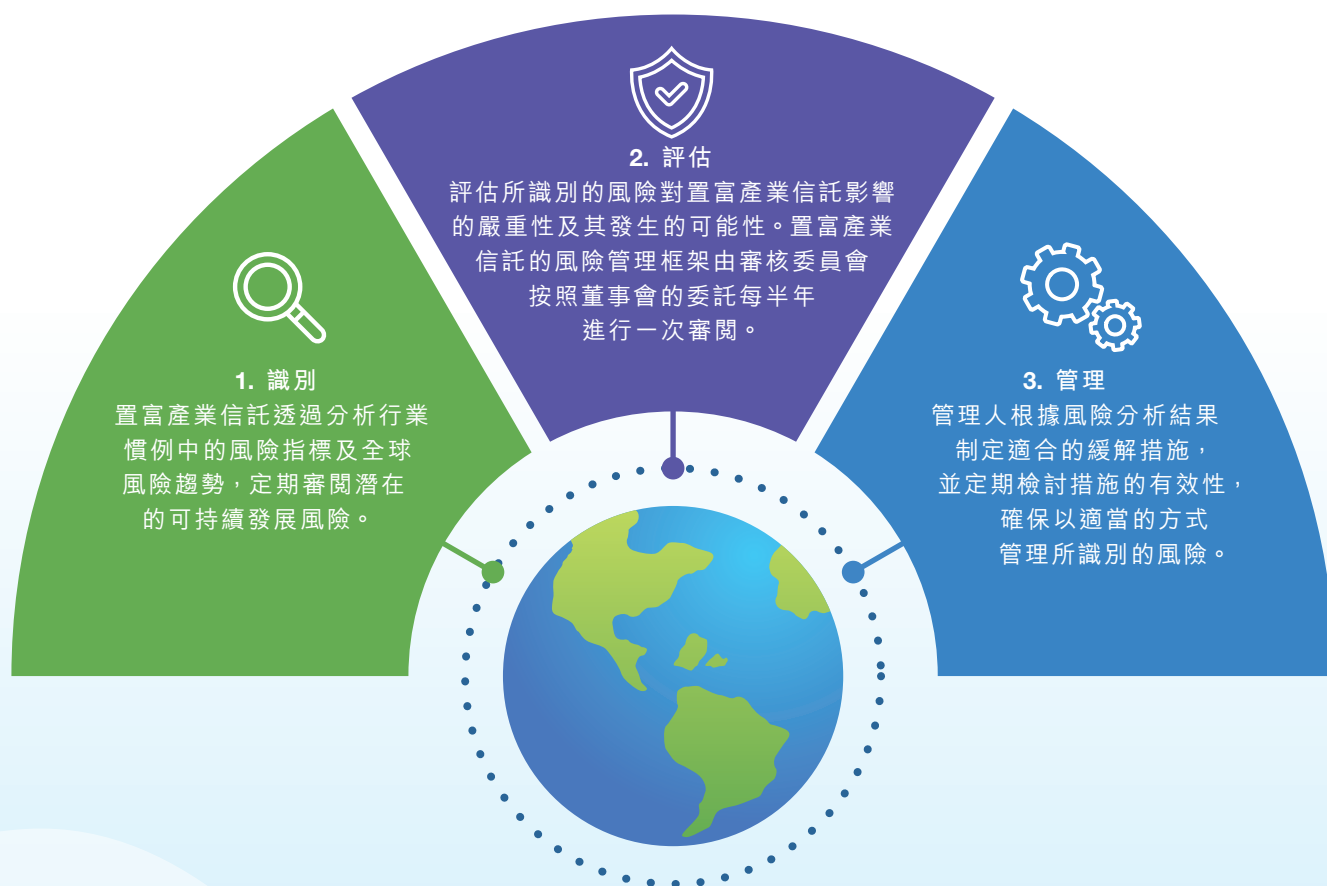 1. 識別
置富產業信託透過分析行業
慣例中的風險指標及全球
風險趨勢，定期審閱潛在
的可持續發展風險。
2. 評估
評估所識別的風險對置富產業信託影響
的嚴重性及其發生的可能性。置富產業
信託的風險管理框架由審核委員會
按照董事會的委託每半年
進行一次審閱。
3. 管理
管理人根據風險分析結果
制定適合的緩解措施，
並定期檢討措施的有效性，
確保以適當的方式
管理所識別的風險。